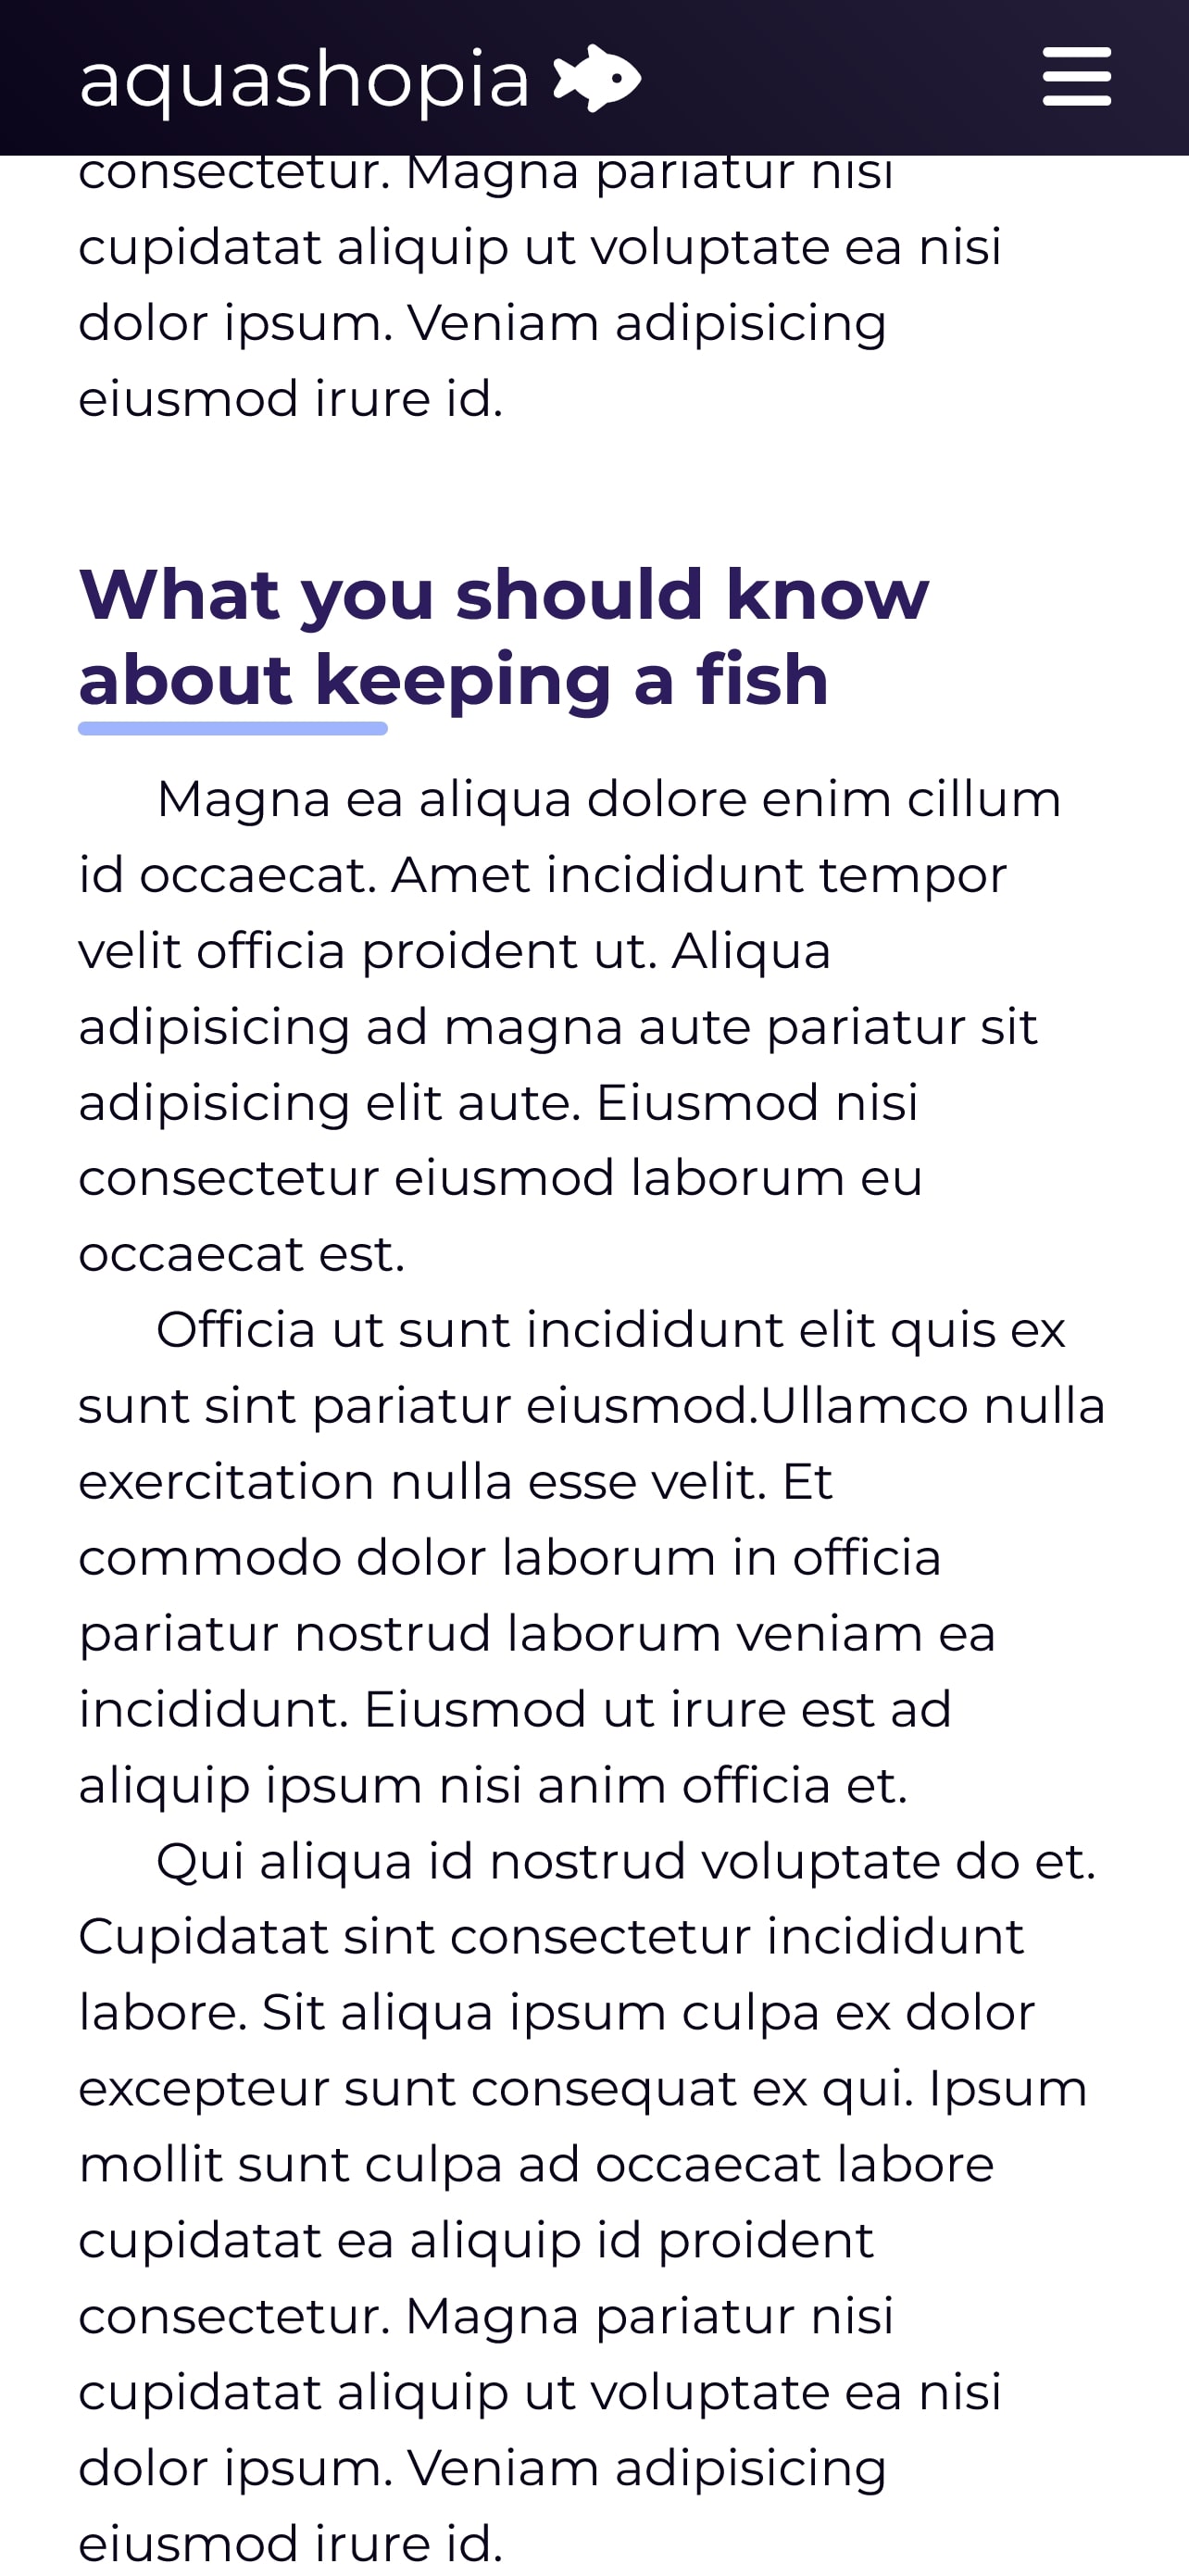 aquashopia
consectetur. Magna pariatur nisi
cupidatat aliquip ut voluptate ea nisi
dolor ipsum. Veniam adipisicing
eiusmod irure id.
What you should know
about keeping a fish
Magna ea aliqua dolore enim cillum
id occaecat. Amet incididunt tempor
velit officia proident ut. Aliqua
adipisicing ad magna aute pariatur sit
adipisicing elit aute. Eiusmod nisi
consectetur eiusmod laborum eu
occaecat est.
Officia ut sunt incididunt elit quis ex
sunt sint pariatur eiusmod.Ullamco nulla
exercitation nulla esse velit. Et
commodo dolor laborum in officia
pariatur nostrud laborum veniam ea
incididunt. Eiusmod ut irure est ad
aliquip ipsum nisi anim officia et.
Qui aliqua id nostrud voluptate do et.
Cupidatat sint consectetur incididunt
labore. Sit aliqua ipsum culpa ex dolor
excepteur sunt consequat ex qui. Ipsum
mollit sunt culpa ad occaecat labore
cupidatat ea aliquip id proident
consectetur. Magna pariatur nisi
cupidatat aliquip ut voluptate ea nisi
dolor ipsum. Veniam adipisicing
eiusmod irure id.